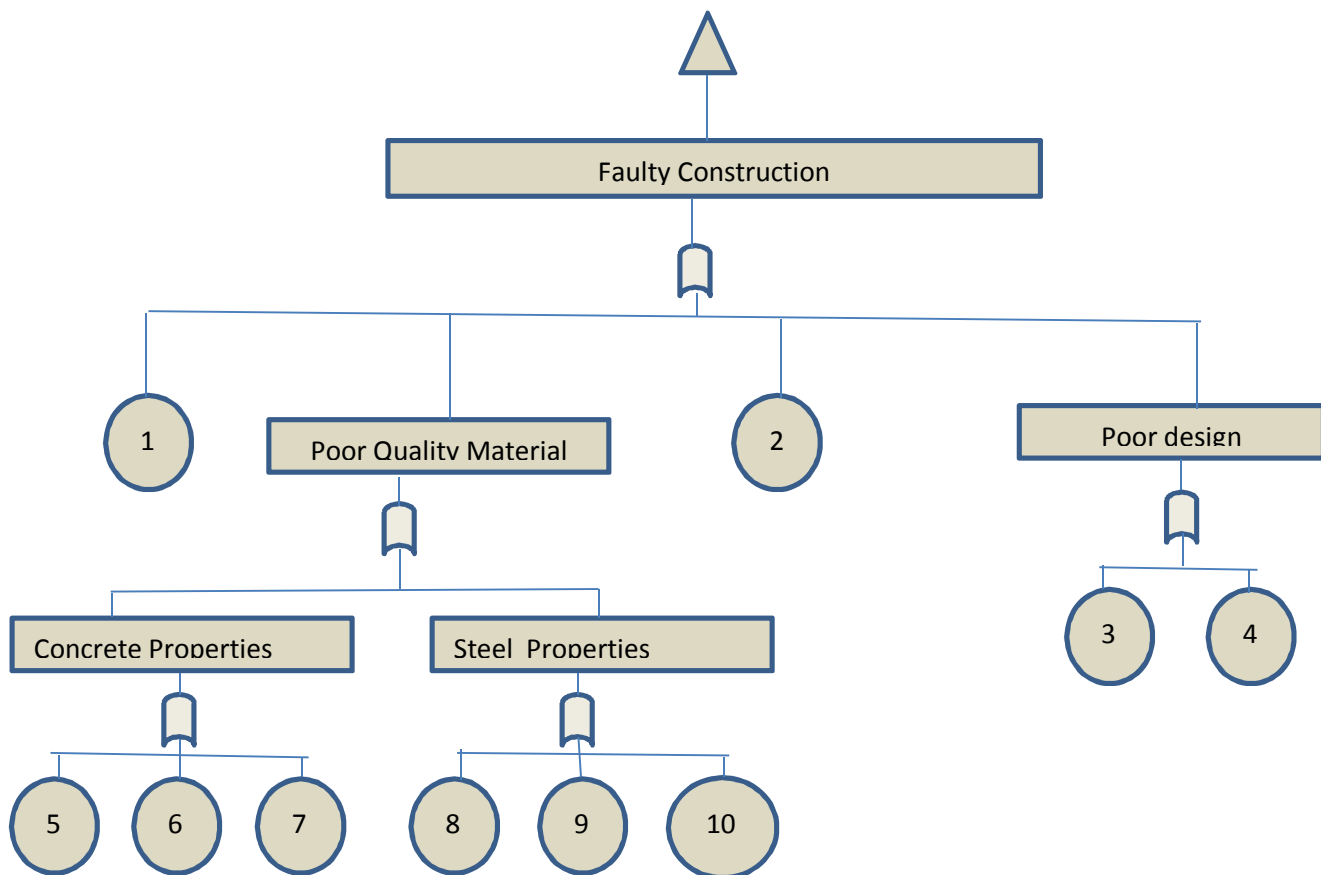 Faulty Construction
1
Poor Quality Material
2
Poor design
Concrete Properties
Steel Properties
3
4
5
6
7
8
9
10